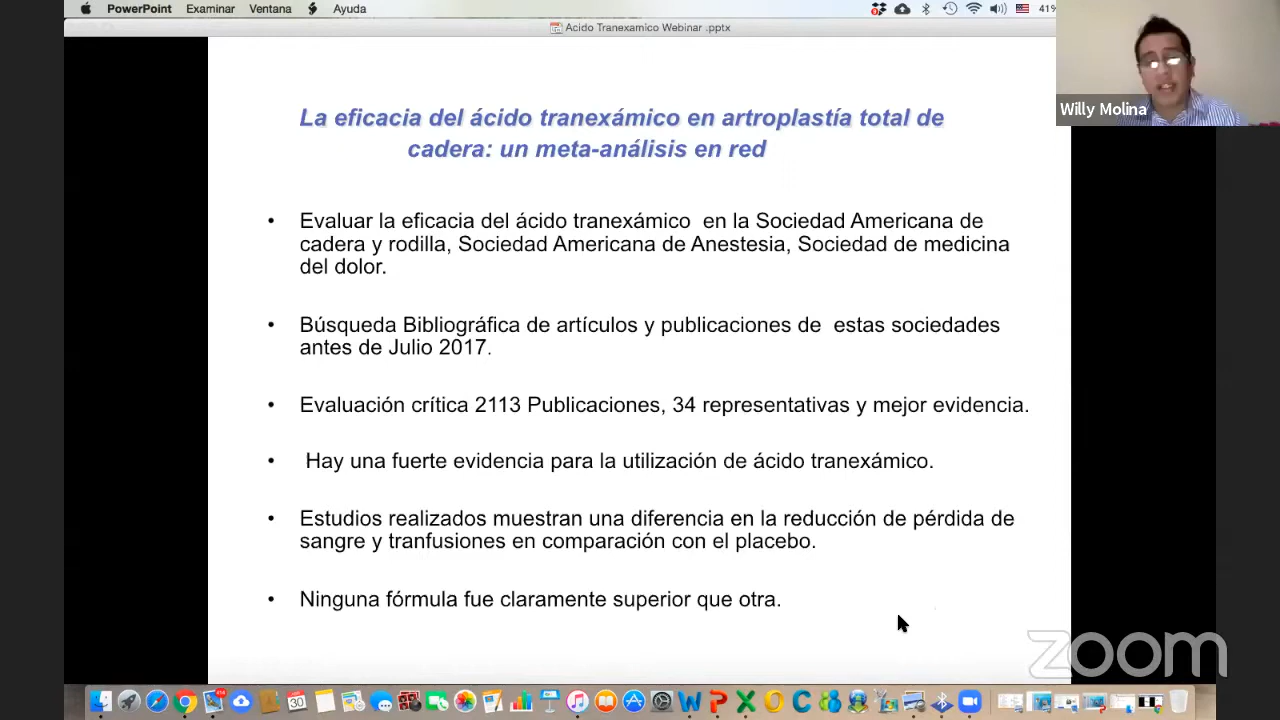 PowerPoint Examinar Ventana Ayuda 41%
Acido Tranexamico Webinar .pptx
Willy Molina
La eficacia del ácido tranexámico en artroplastía total de
cadera: un meta-análisis en red
• Evaluar la eficacia del ácido tranexámico en la Sociedad Americana de
cadera y rodilla, Sociedad Americana de Anestesia, Sociedad de medicina
del dolor.
• Búsqueda Bibliográfica de artículos y publicaciones de estas sociedades
antes de Julio 2017.
• Evaluación crítica 2113 Publicaciones, 34 representativas y mejor evidencia.
• Hay una fuerte evidencia para la utilización de ácido tranexámico.
• Estudios realizados muestran una diferencia en la reducción de pérdida de
sangre y tranfusiones en comparación con el placebo.
• Ninguna fórmula fue claramente superior que otra.
zoom
30